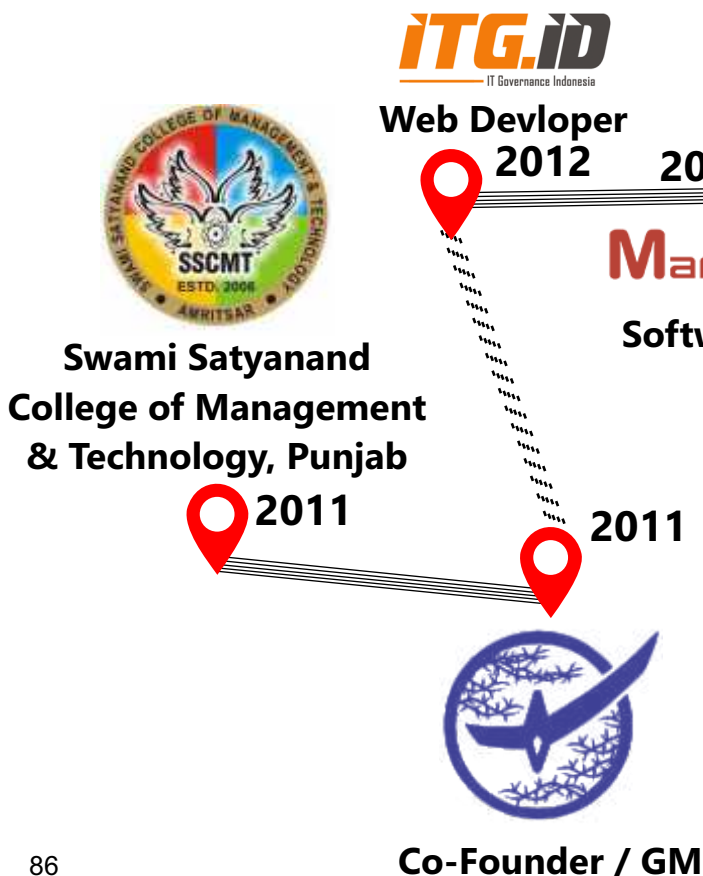 iTG.iD
IT Governance Indonesia
Web Devloper
2012
SWAMI SATYANAND COLLEGE OF MANAGEMENT & TECHNOLOGY
SSCMT
ESTD. 2006
AMRITSAR
Swami Satyanand
College of Management
& Technology, Punjab
2011
2011
Co-Founder / GM
86